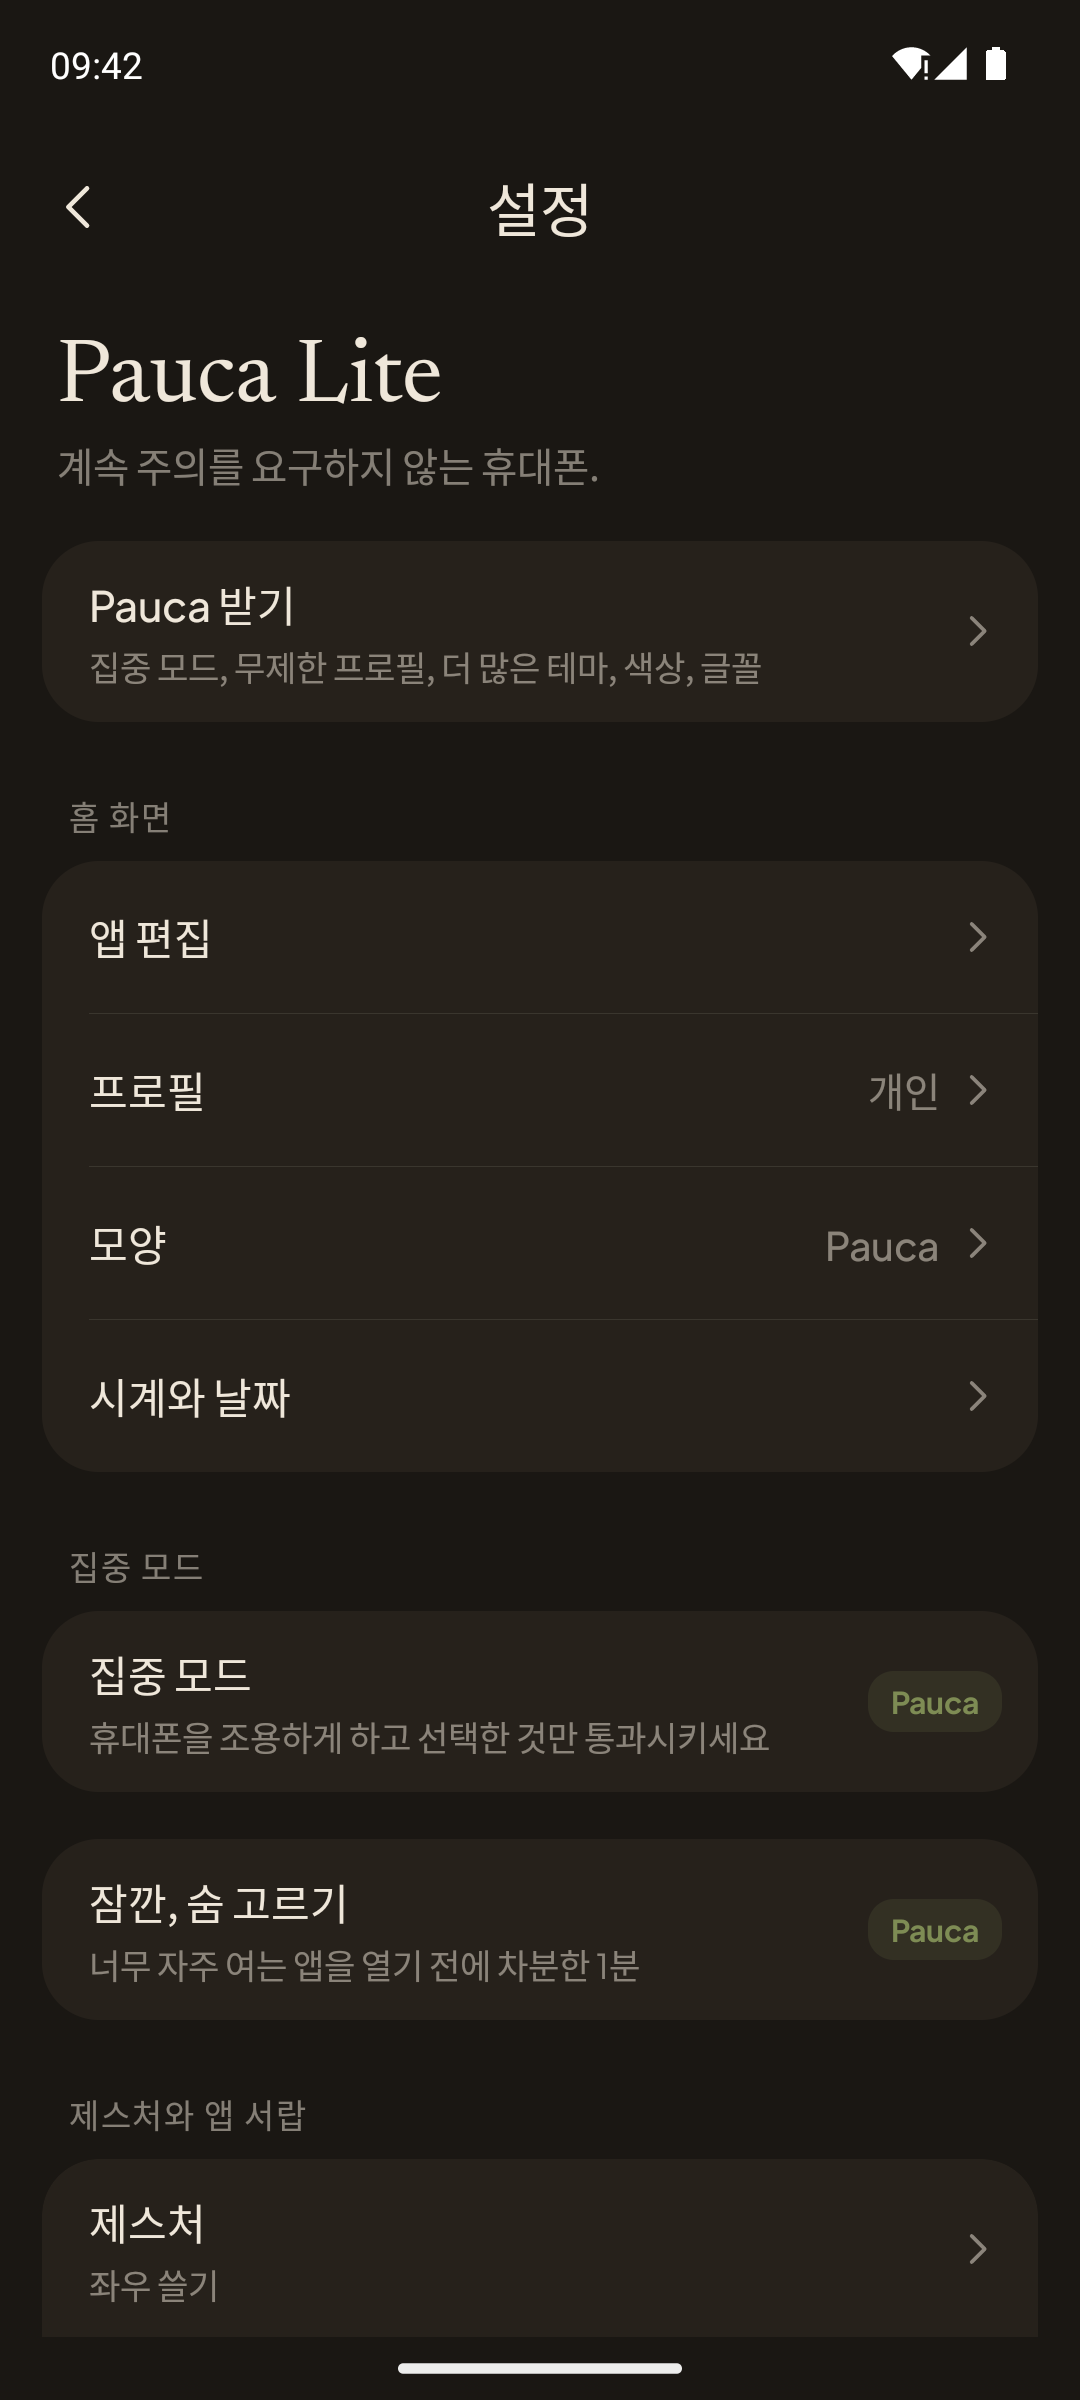 09:42
설정
Pauca Lite
계속 주의를 요구하지 않는 휴대폰.
Pauca 받기
집중 모드, 무제한 프로필, 더 많은 테마, 색상, 글꼴
홈 화면
앱 편집
프로필 개인
모양 Pauca
시계와 날짜
집중 모드
집중 모드
휴대폰을 조용하게 하고 선택한 것만 통과시키세요
Pauca
잠깐, 숨 고르기
너무 자주 여는 앱을 열기 전에 차분한 1분
Pauca
제스처와 앱 서랍
제스처
좌우 쓸기